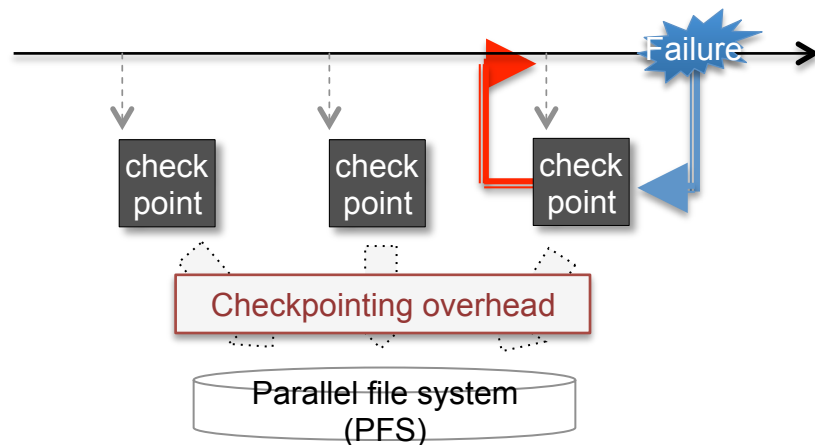 Failure
check
point
check
point
check
point
Checkpointing overhead
Parallel file system
(PFS)